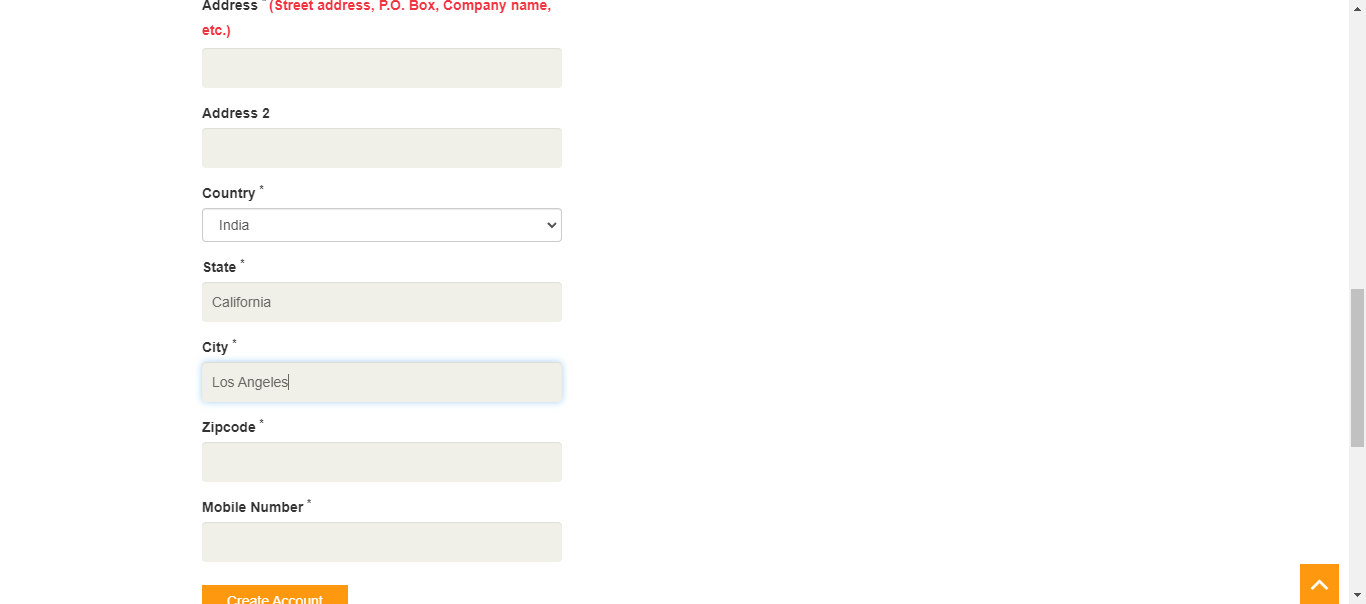 Address * (Street address, P.O. Box, Company name,
etc.)
Address 2
Country *
India
State *
California
City *
Los Angeles
Zipcode *
Mobile Number *
Create Account